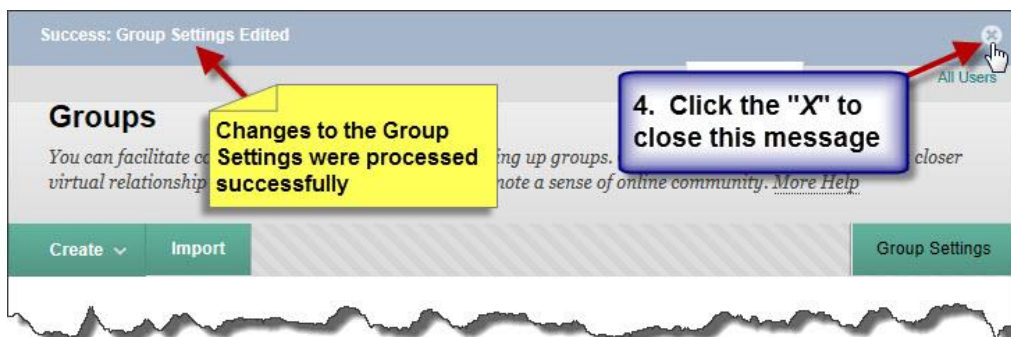 Success: Group Settings Edited
All Users
4. Click the "X" to
close this message
Groups
Changes to the Group
Settings were processed
successfully
You can facilitate ing up groups. closer
virtual relationship note a sense of online community. More Help
Create
Import
Group Settings